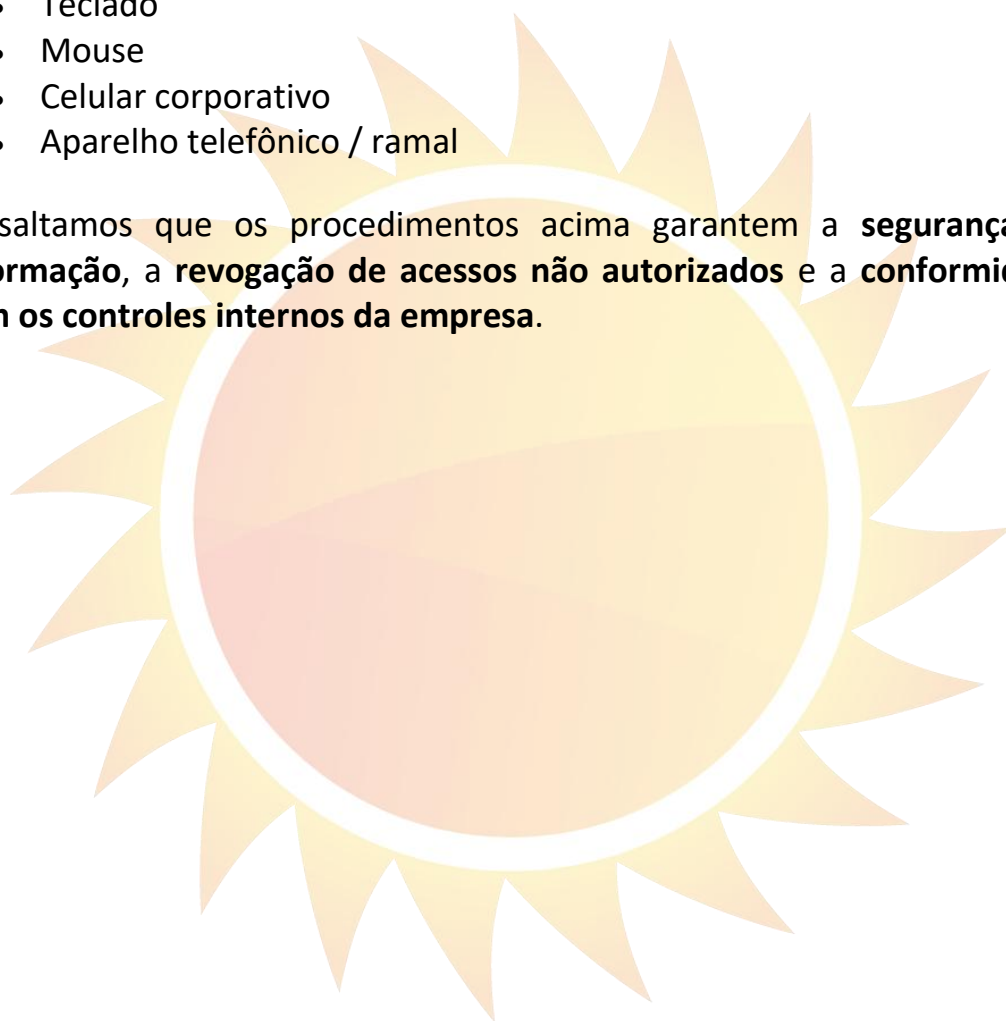 Teclado
• Mouse
• Celular corporativo
• Aparelho telefônico / ramal
saltamos que os procedimentos acima garantem a segurança
ormação, a revogação de acessos não autorizados e a conformid
os controles internos da empresa.